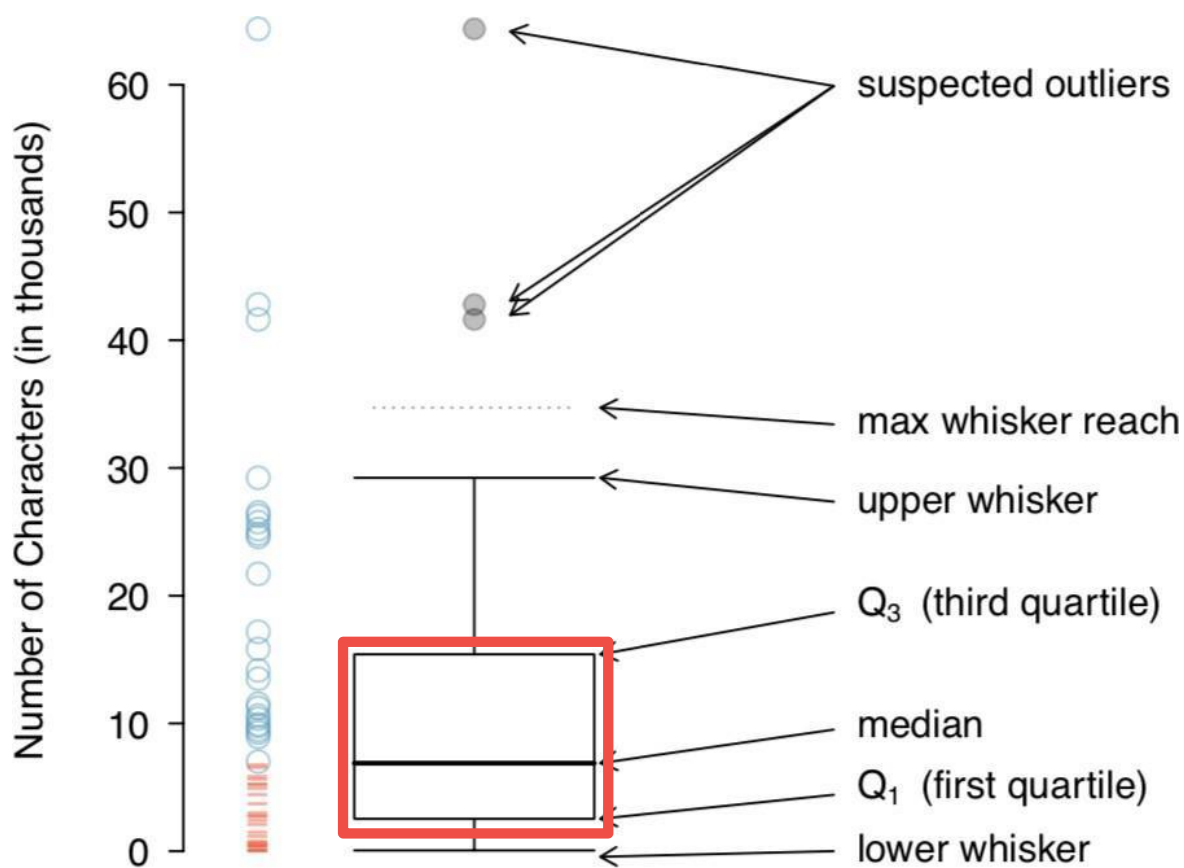 Number of Characters (in thousands)
60
50
40
30
20
10
0
suspected outliers
max whisker reach
upper whisker
Q₃ (third quartile)
median
Q₁ (first quartile)
lower whisker